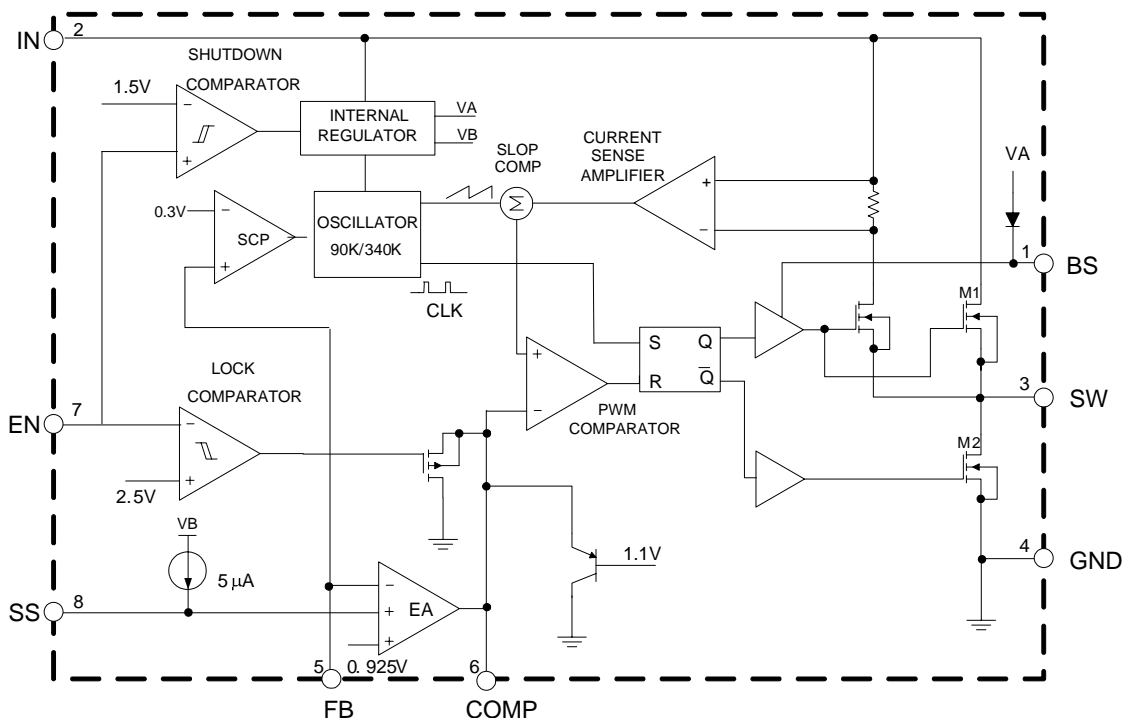 IN
2
SHUTDOWN
COMPARATOR
1.5V
−
+
INTERNAL
REGULATOR
VA
VB
SLOP
COMP
CURRENT
SENSE
AMPLIFIER
+
−
VA
0.3V
−
SCP
+
OSCILLATOR
90K/340K
Σ
CLK
1
BS
M1
S
Q
R
Q̅
+
−
PWM
COMPARATOR
LOCK
COMPARATOR
EN
7
−
+
2.5V
3
SW
M2
VB
5 μA
1.1V
4
GND
SS
8
−
+
+
EA
0. 925V
5
6
FB
COMP